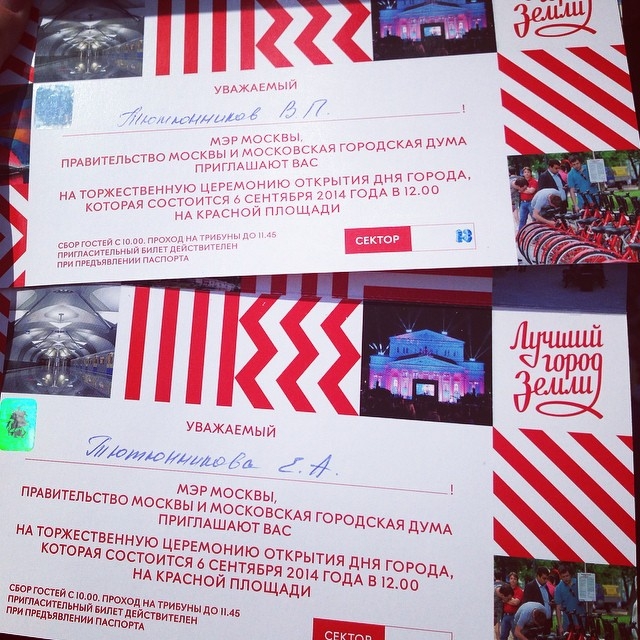 Лучший
город
Земли
УВАЖАЕМЫЙ
Тютюнников В.П. !
МЭР МОСКВЫ,
ПРАВИТЕЛЬСТВО МОСКВЫ И МОСКОВСКАЯ ГОРОДСКАЯ ДУМА
ПРИГЛАШАЮТ ВАС
НА ТОРЖЕСТВЕННУЮ ЦЕРЕМОНИЮ ОТКРЫТИЯ ДНЯ ГОРОДА,
КОТОРАЯ СОСТОИТСЯ 6 СЕНТЯБРЯ 2014 ГОДА В 12.00
НА КРАСНОЙ ПЛОЩАДИ
СБОР ГОСТЕЙ С 10.00. ПРОХОД НА ТРИБУНЫ ДО 11.45
ПРИГЛАСИТЕЛЬНЫЙ БИЛЕТ ДЕЙСТВИТЕЛЕН
ПРИ ПРЕДЪЯВЛЕНИИ ПАСПОРТА
СЕКТОР
Лучший
город
Земли
УВАЖАЕМЫЙ
Тютюнникова Е.А. !
МЭР МОСКВЫ,
ПРАВИТЕЛЬСТВО МОСКВЫ И МОСКОВСКАЯ ГОРОДСКАЯ ДУМА
ПРИГЛАШАЮТ ВАС
НА ТОРЖЕСТВЕННУЮ ЦЕРЕМОНИЮ ОТКРЫТИЯ ДНЯ ГОРОДА,
КОТОРАЯ СОСТОИТСЯ 6 СЕНТЯБРЯ 2014 ГОДА В 12.00
НА КРАСНОЙ ПЛОЩАДИ
СБОР ГОСТЕЙ С 10.00. ПРОХОД НА ТРИБУНЫ ДО 11.45
ПРИГЛАСИТЕЛЬНЫЙ БИЛЕТ ДЕЙСТВИТЕЛЕН
ПРИ ПРЕДЪЯВЛЕНИИ ПАСПОРТА
СЕКТОР